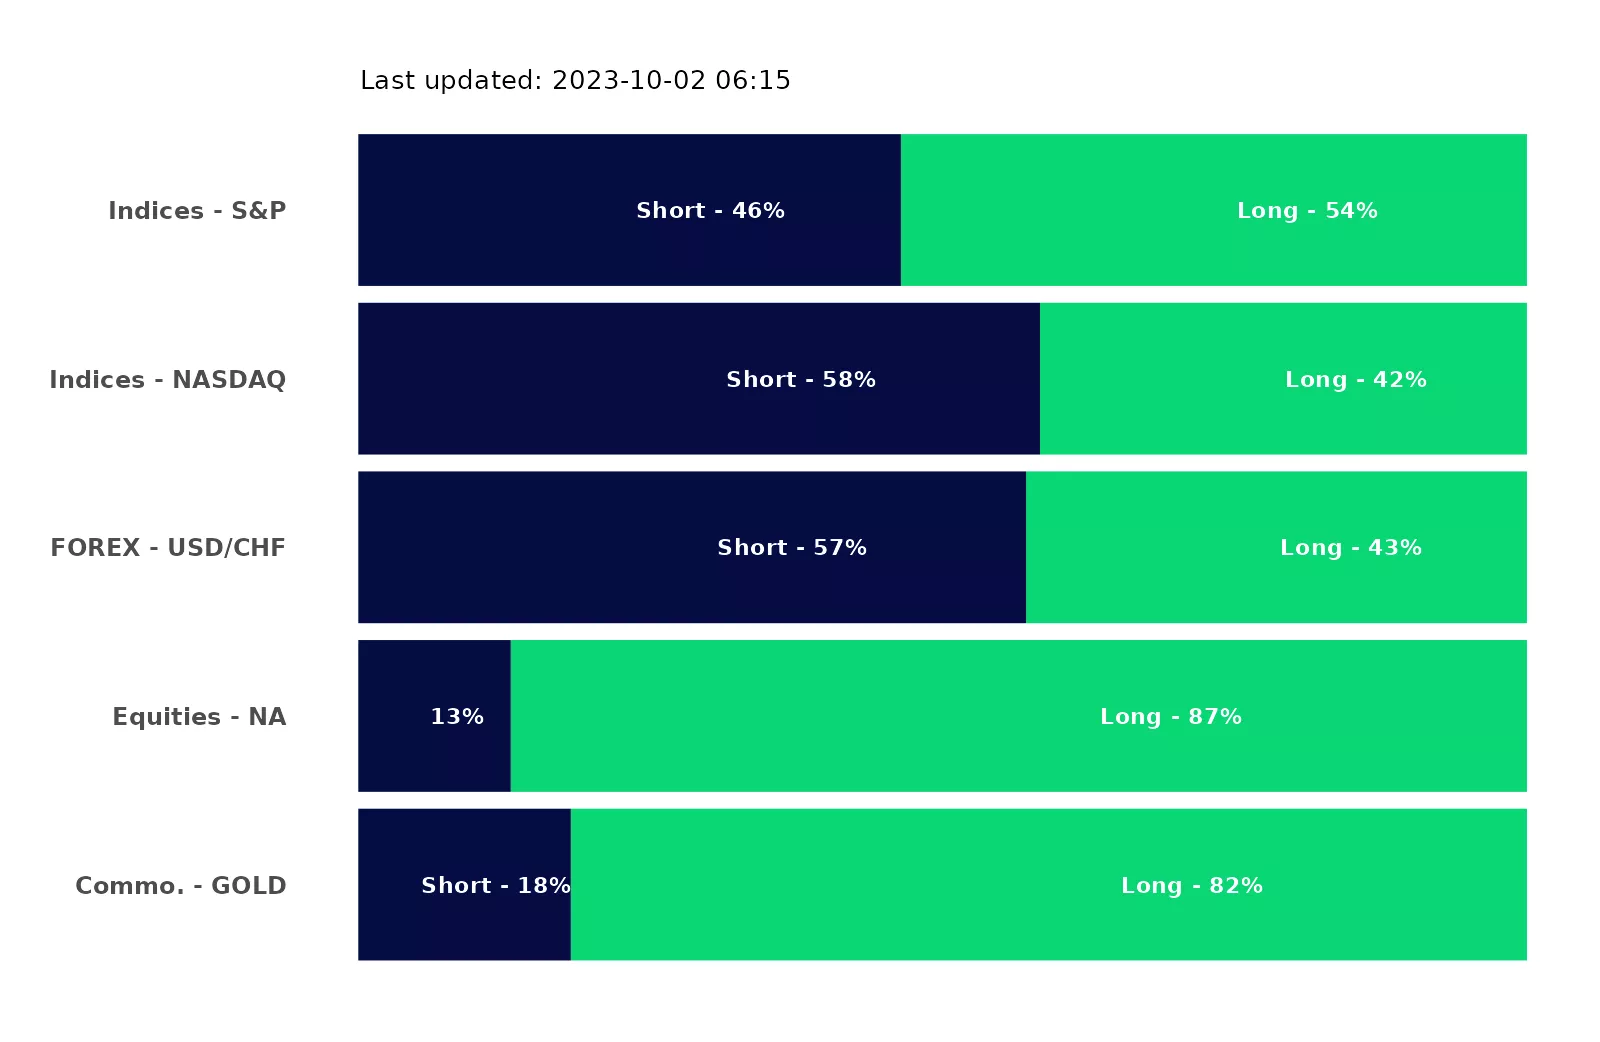 Last updated: 2023-10-02 06:15
Indices - S&P
Short - 46%
Long - 54%
Indices - NASDAQ
Short - 58%
Long - 42%
FOREX - USD/CHF
Short - 57%
Long - 43%
Equities - NA
13%
Long - 87%
Commo. - GOLD
Short - 18%
Long - 82%